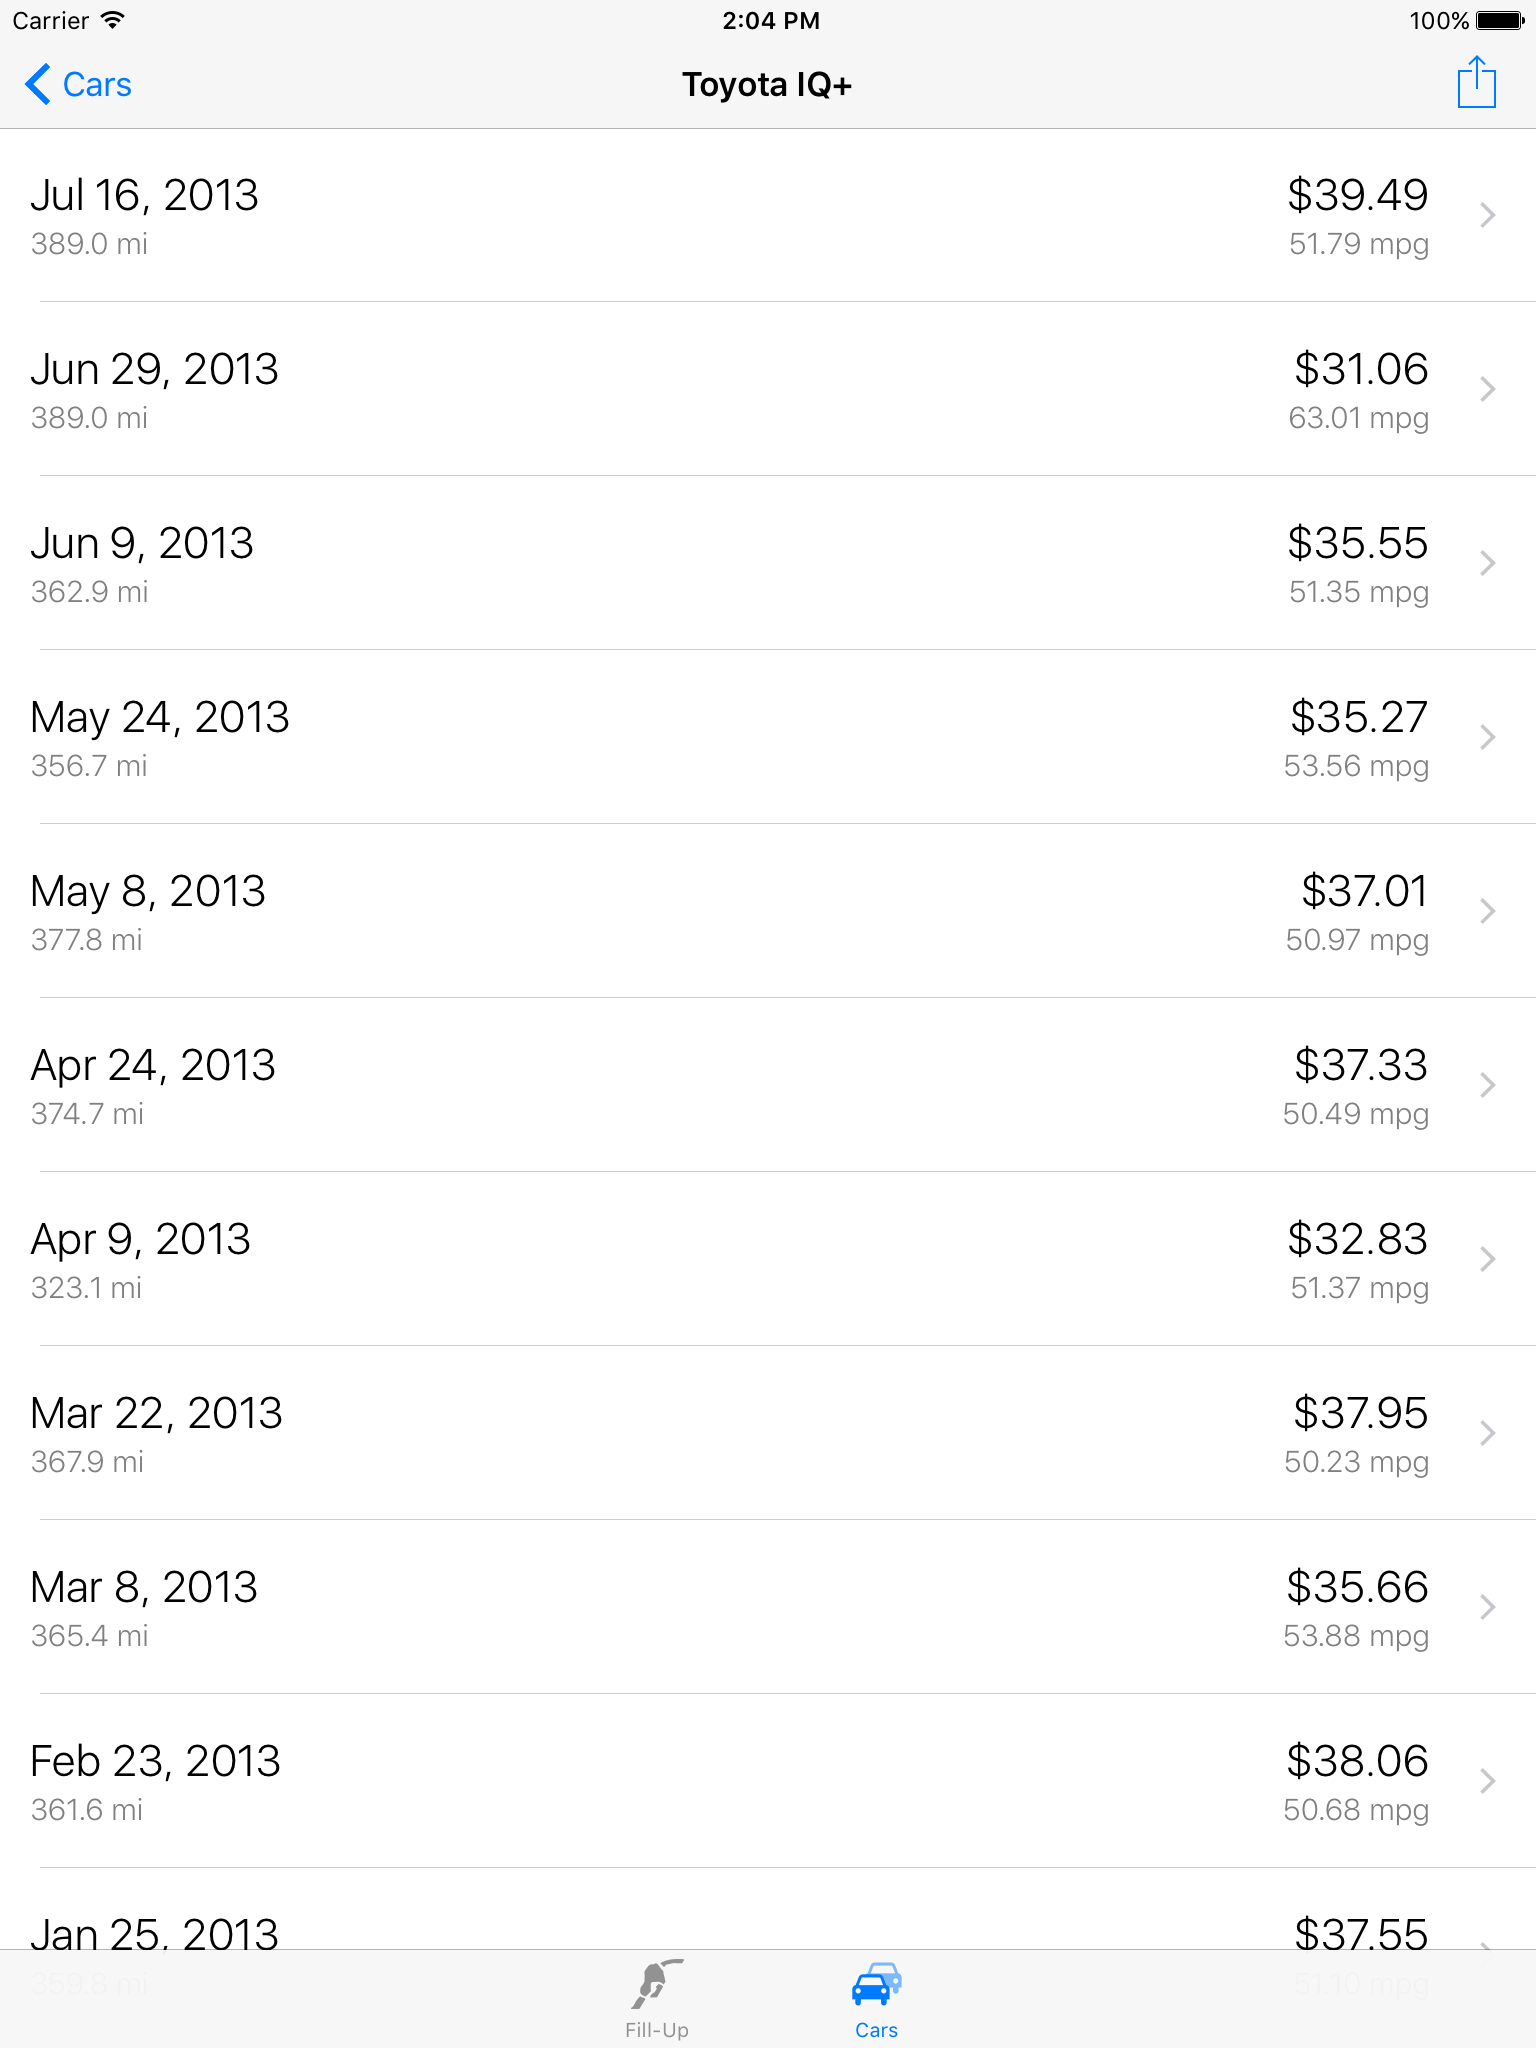 Carrier 2:04 PM 100%
Cars Toyota IQ+
Jul 16, 2013 $39.49
389.0 mi 51.79 mpg
Jun 29, 2013 $31.06
389.0 mi 63.01 mpg
Jun 9, 2013 $35.55
362.9 mi 51.35 mpg
May 24, 2013 $35.27
356.7 mi 53.56 mpg
May 8, 2013 $37.01
377.8 mi 50.97 mpg
Apr 24, 2013 $37.33
374.7 mi 50.49 mpg
Apr 9, 2013 $32.83
323.1 mi 51.37 mpg
Mar 22, 2013 $37.95
367.9 mi 50.23 mpg
Mar 8, 2013 $35.66
365.4 mi 53.88 mpg
Feb 23, 2013 $38.06
361.6 mi 50.68 mpg
Jan 25, 2013 $37.55
359.8 mi 51.10 mpg
Fill-Up Cars